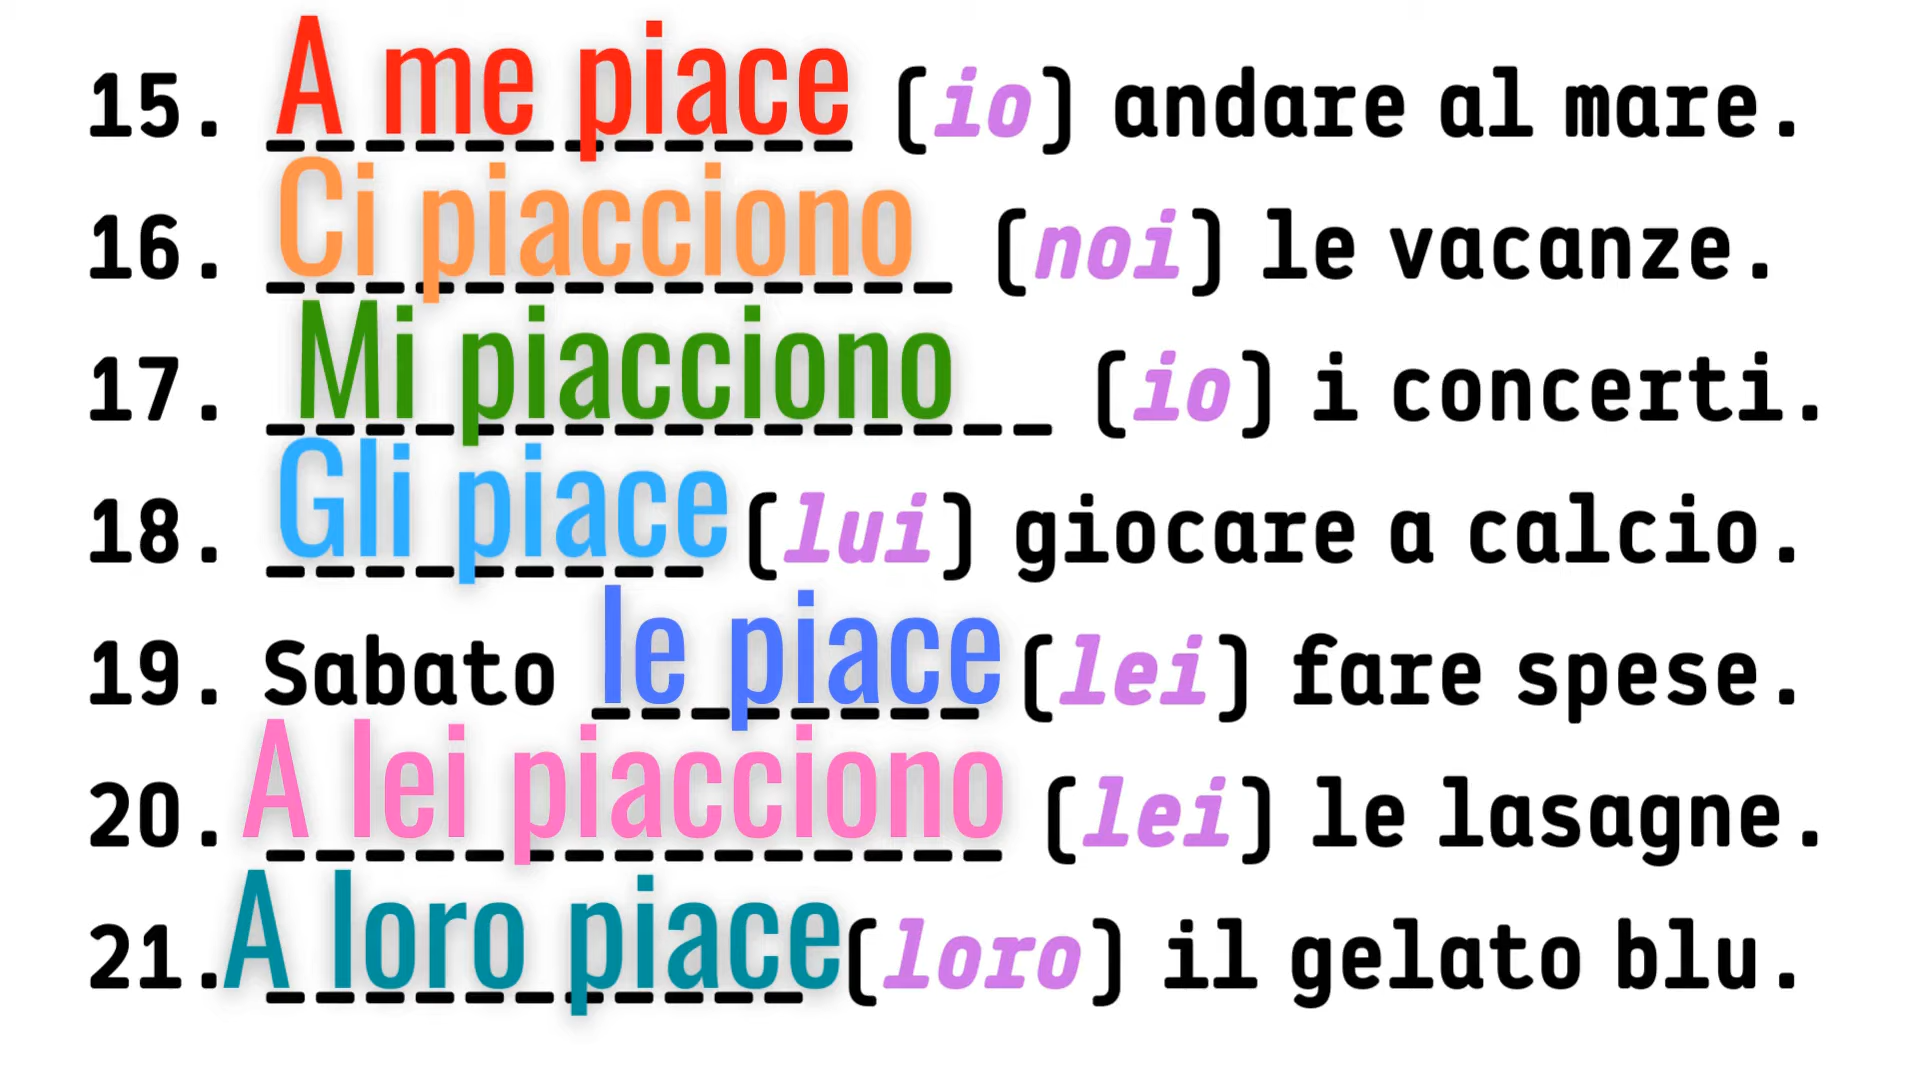 15. A me piace (io) andare al mare.
16. Ci piacciono (noi) le vacanze.
17. Mi piacciono (io) i concerti.
18. Gli piace (lui) giocare a calcio.
19. Sabato le piace (lei) fare spese.
20. A lei piacciono (lei) le lasagne.
21. A loro piace (loro) il gelato blu.